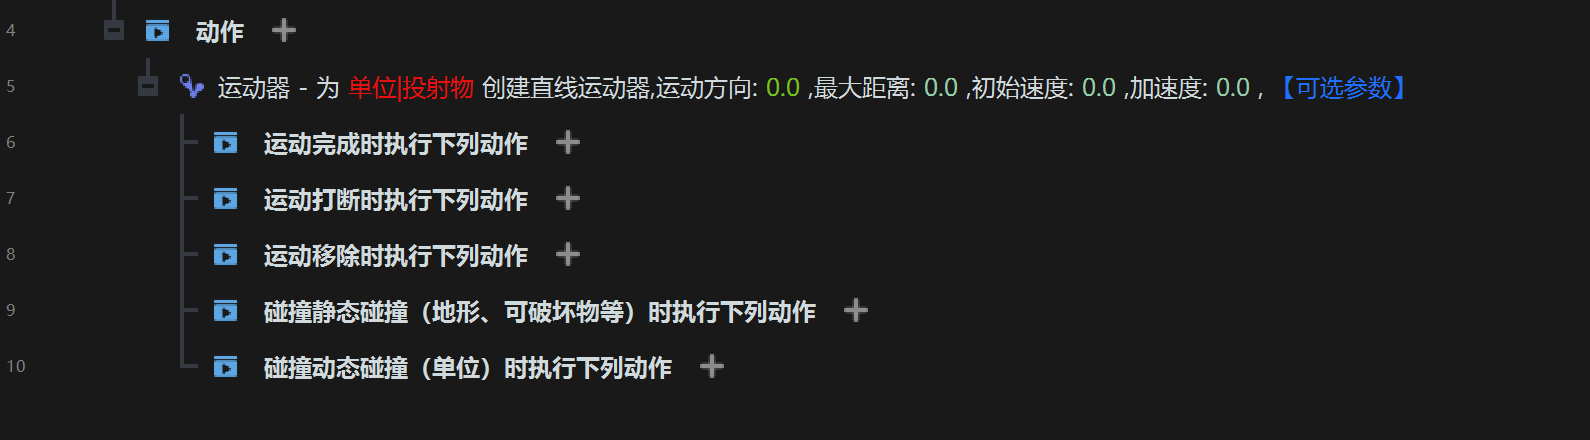 4 动作
5 运动器 - 为 单位|投射物 创建直线运动器,运动方向: 0.0 ,最大距离: 0.0 ,初始速度: 0.0 ,加速度: 0.0 , 【可选参数】
6 运动完成时执行下列动作
7 运动打断时执行下列动作
8 运动移除时执行下列动作
9 碰撞静态碰撞（地形、可破坏物等）时执行下列动作
10 碰撞动态碰撞（单位）时执行下列动作